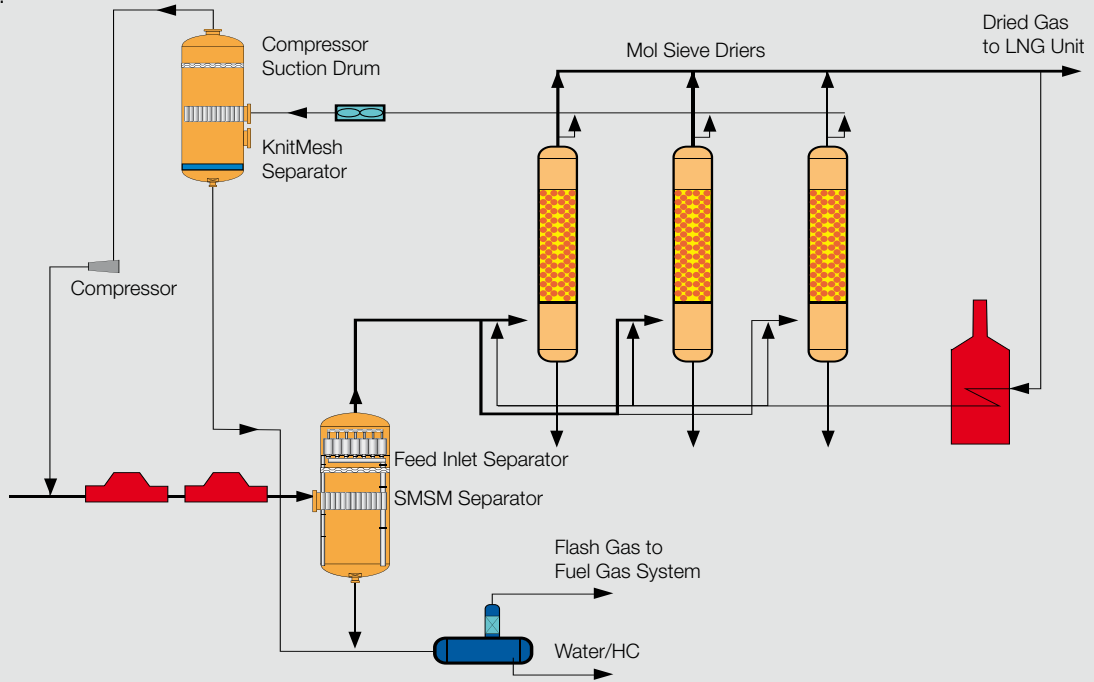 Compressor
Suction Drum
KnitMesh
Separator
Compressor
Mol Sieve Driers
Dried Gas
to LNG Unit
Feed Inlet Separator
SMSM Separator
Flash Gas to
Fuel Gas System
Water/HC